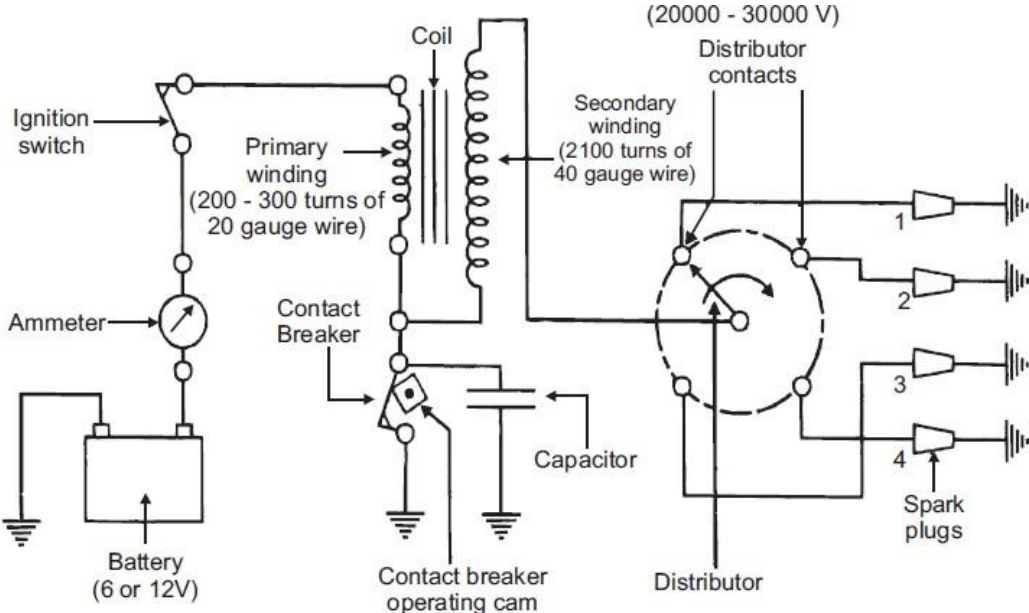 (20000 - 30000 V)
Coil
Distributor
contacts
Ignition
switch
Primary
winding
(200 - 300 turns of
20 gauge wire)
Secondary
winding
(2100 turns of
40 gauge wire)
1
2
3
4
Ammeter
Contact
Breaker
Capacitor
Spark
plugs
Battery
(6 or 12V)
Contact breaker
operating cam
Distributor